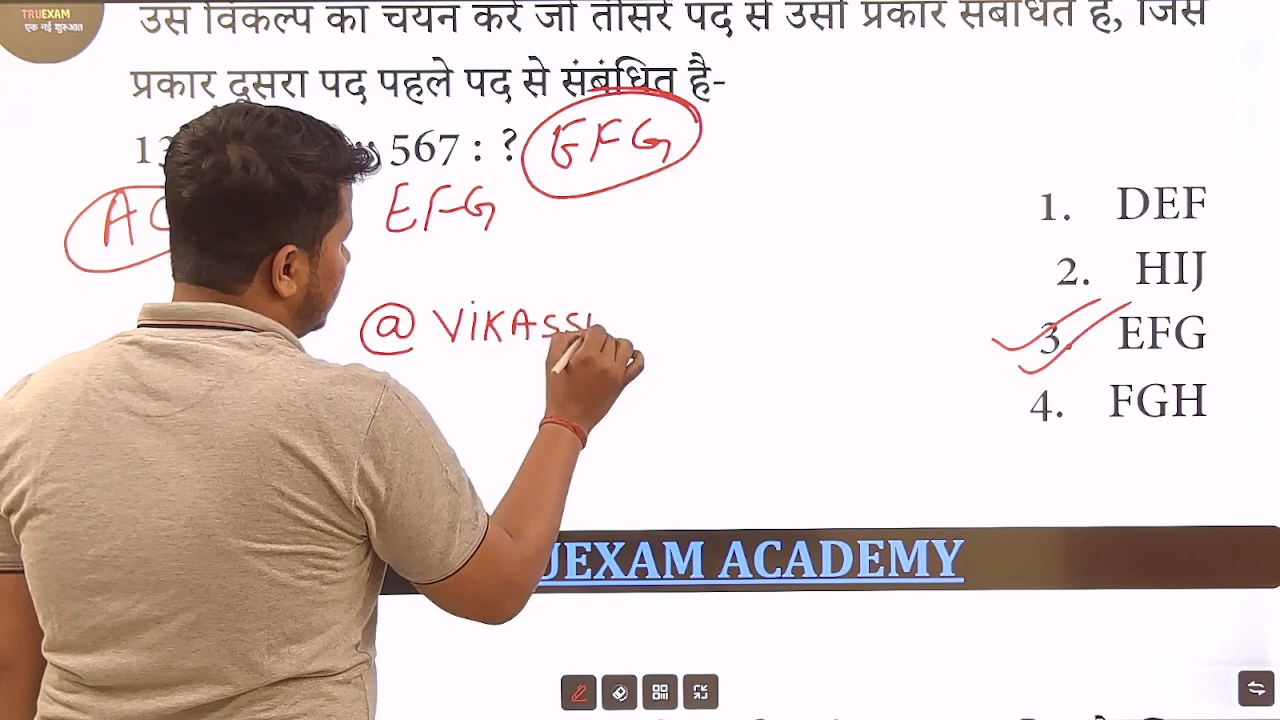 TRUEXAM
एक नई शुरुआत
उस विकल्प का चयन करें जो तीसरे पद से उसी प्रकार संबंधित है, जिस
प्रकार दूसरा पद पहले पद से संबंधित है-
567 : ? EFG
EFG
@VIKASS
1. DEF
2. HIJ
3. EFG
4. FGH
UEXAM ACADEMY